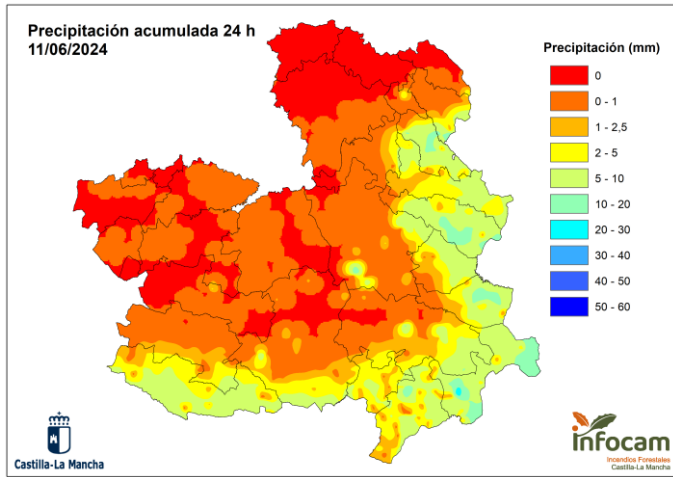 Precipitación acumulada 24 h
11/06/2024
Precipitación (mm)
0
0 - 1
1 - 2,5
2 - 5
5 - 10
10 - 20
20 - 30
30 - 40
40 - 50
50 - 60
Castilla-La Mancha
infocam
Incendios Forestales
Castilla-La Mancha